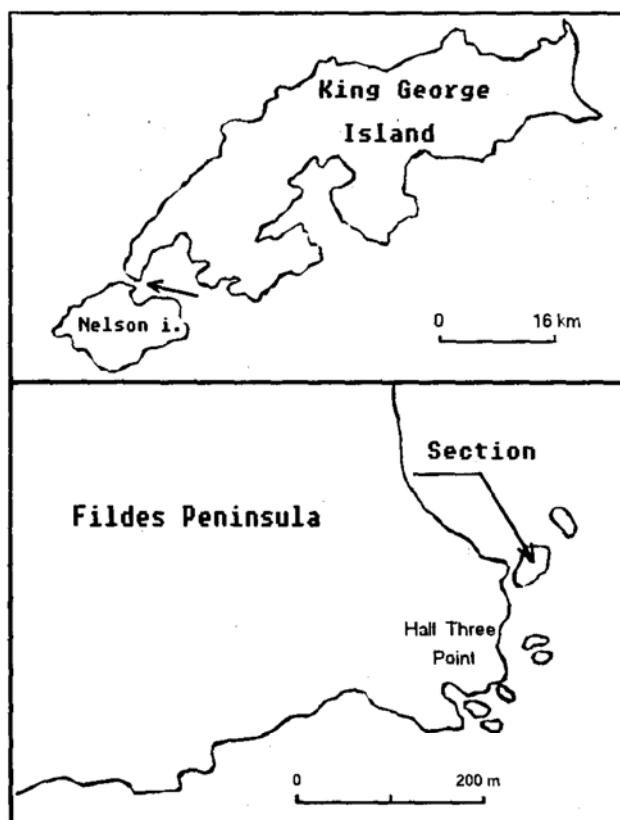 King George
Island
Nelson i.
0 16 km
Section
Fildes Peninsula
Half Three
Point
0 200 m